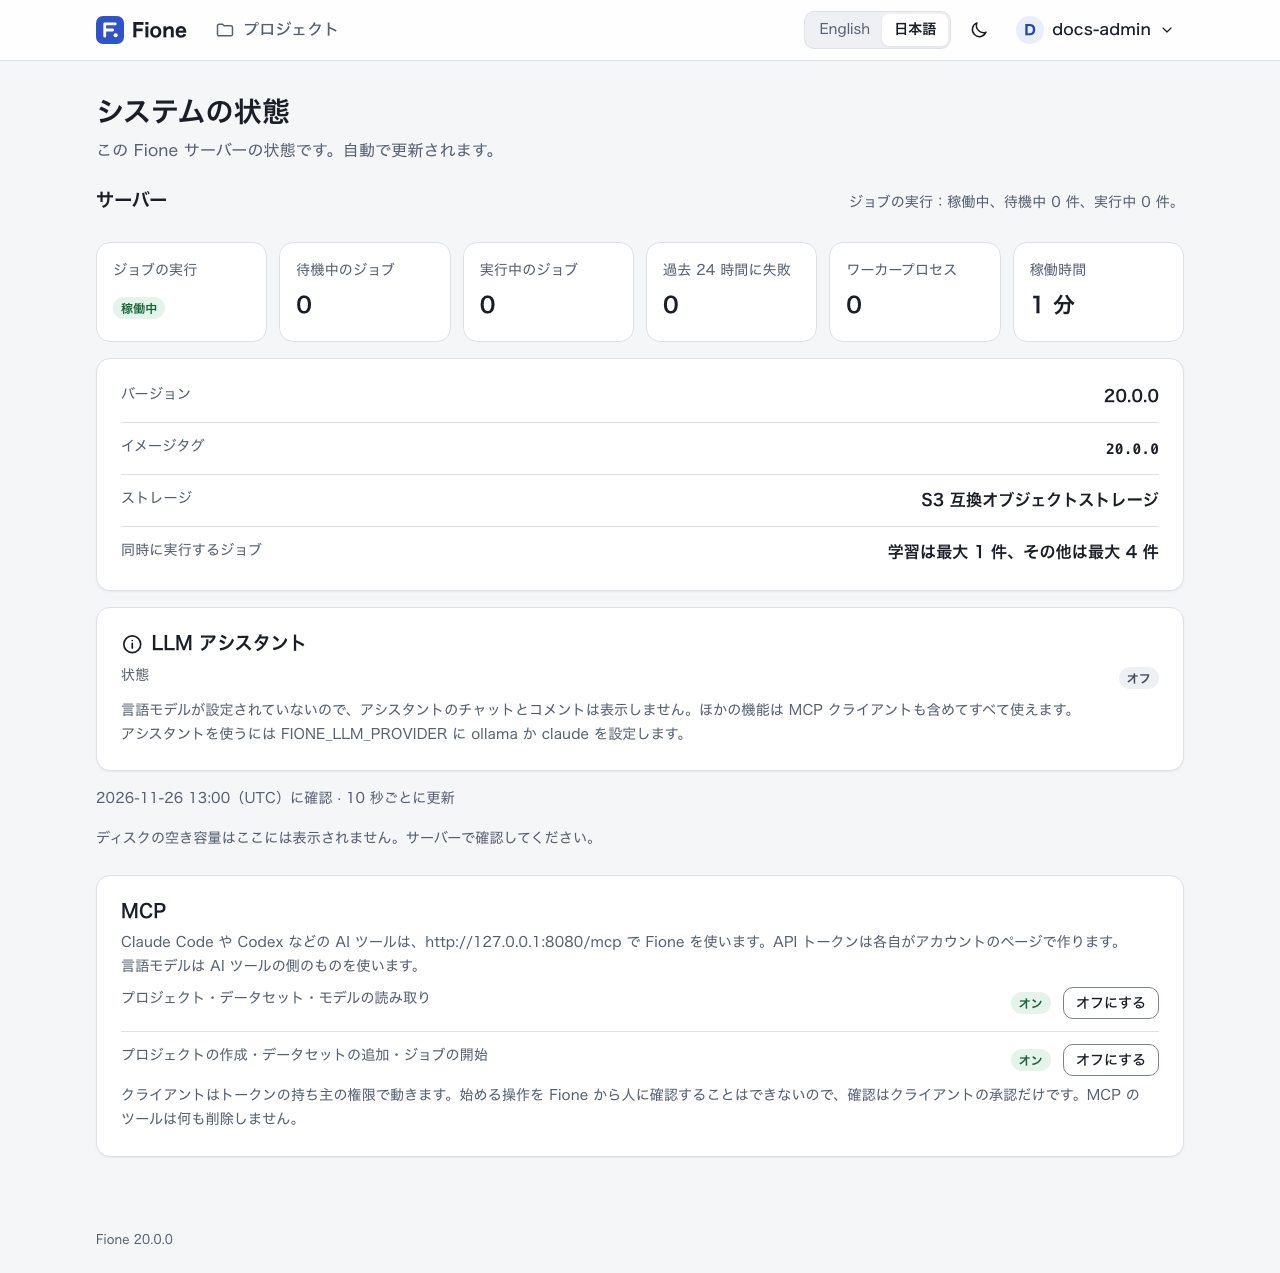 F. Fione
プロジェクト
English
日本語
D docs-admin
システムの状態
この Fione サーバーの状態です。自動で更新されます。
サーバー
ジョブの実行：稼働中、待機中 0 件、実行中 0 件。
ジョブの実行
稼働中
待機中のジョブ
0
実行中のジョブ
0
過去 24 時間に失敗
0
ワーカープロセス
0
稼働時間
1 分
バージョン
20.0.0
イメージタグ
20.0.0
ストレージ
S3 互換オブジェクトストレージ
同時に実行するジョブ
学習は最大 1 件、その他は最大 4 件
LLM アシスタント
状態
オフ
言語モデルが設定されていないので、アシスタントのチャットとコメントは表示しません。ほかの機能は MCP クライアントも含めてすべて使えます。
アシスタントを使うには FIONE_LLM_PROVIDER に ollama か claude を設定します。
2026-11-26 13:00（UTC）に確認 · 10 秒ごとに更新
ディスクの空き容量はここには表示されません。サーバーで確認してください。
MCP
Claude Code や Codex などの AI ツールは、http://127.0.0.1:8080/mcp で Fione を使います。API トークンは各自がアカウントのページで作ります。
言語モデルは AI ツールの側のものを使います。
プロジェクト・データセット・モデルの読み取り
オン
オフにする
プロジェクトの作成・データセットの追加・ジョブの開始
オン
オフにする
クライアントはトークンの持ち主の権限で動きます。始める操作を Fione から人に確認することはできないので、確認はクライアントの承認だけです。MCP の
ツールは何も削除しません。
Fione 20.0.0